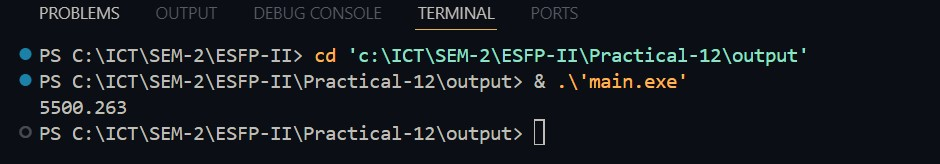 PROBLEMS OUTPUT DEBUG CONSOLE TERMINAL PORTS
PS C:\ICT\SEM-2\ESFP-II> cd 'c:\ICT\SEM-2\ESFP-II\Practical-12\output'
PS C:\ICT\SEM-2\ESFP-II\Practical-12\output> & .\'main.exe'
5500.263
PS C:\ICT\SEM-2\ESFP-II\Practical-12\output>